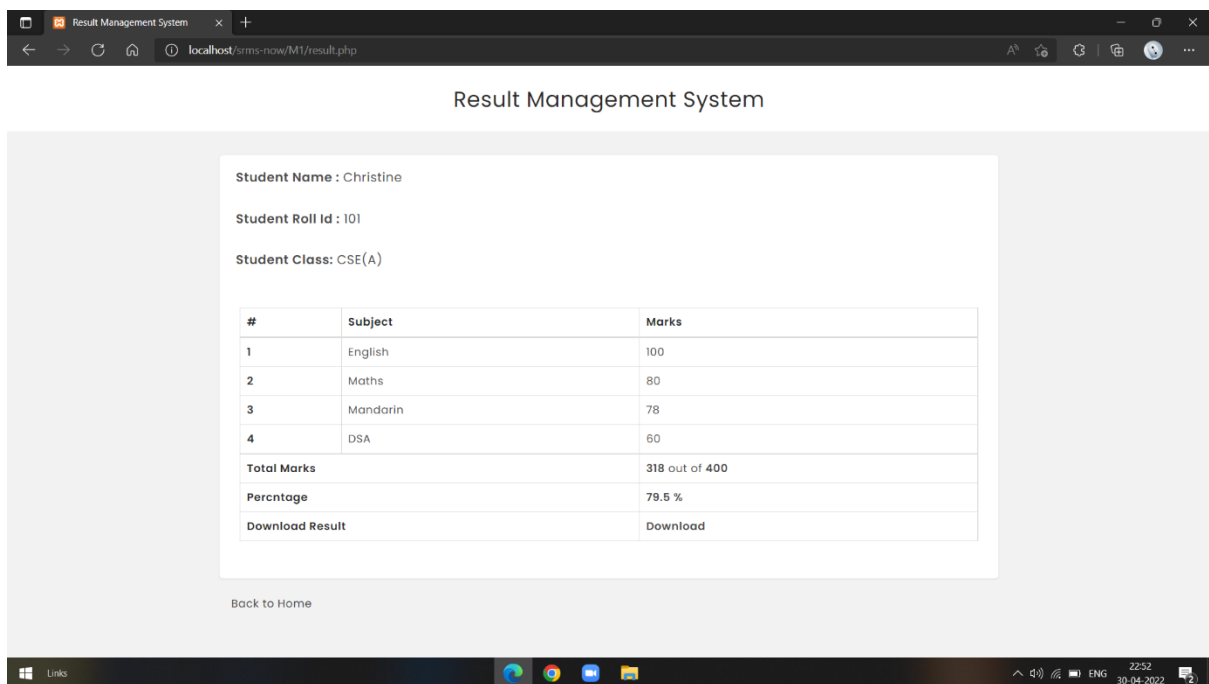 Result Management System
localhost/srms-now/M1/result.php
Result Management System
Student Name : Christine
Student Roll Id : 101
Student Class: CSE(A)
# Subject Marks
1 English 100
2 Maths 80
3 Mandarin 78
4 DSA 60
Total Marks 318 out of 400
Percntage 79.5 %
Download Result Download
Back to Home
Links ENG 22:52
30-04-2022 2